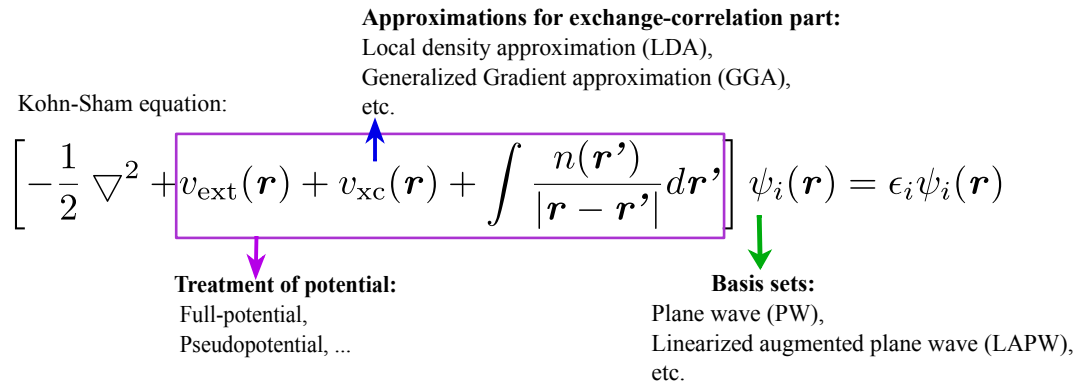 Approximations for exchange-correlation part:
Local density approximation (LDA),
Generalized Gradient approximation (GGA),
etc.
Kohn-Sham equation:
[-1/2 ▽² + v_ext(r) + v_xc(r) + ∫ n(r')/|r - r'| dr'] ψ_i(r) = ϵ_i ψ_i(r)
Treatment of potential:
Full-potential,
Pseudopotential, ...
Basis sets:
Plane wave (PW),
Linearized augmented plane wave (LAPW),
etc.